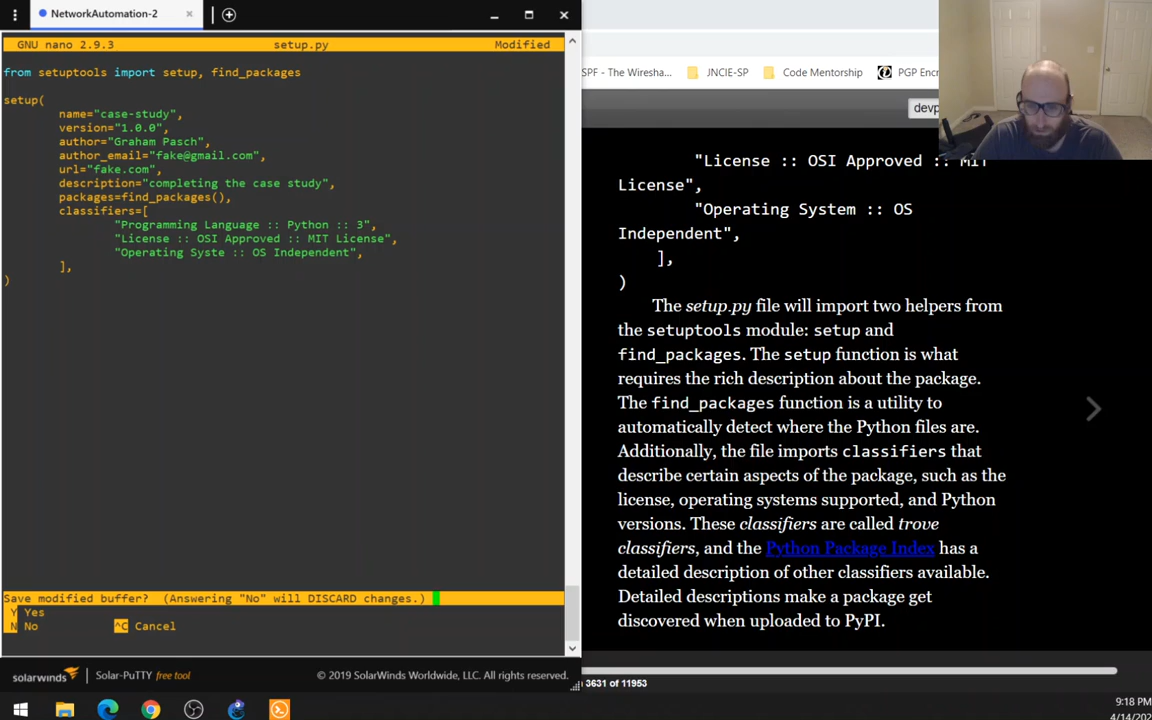 NetworkAutomation-2
GNU nano 2.9.3 setup.py Modified
from setuptools import setup, find_packages
setup(
name="case-study",
version="1.0.0",
author="Graham Pasch",
author_email="fake@gmail.com",
url="fake.com",
description="completing the case study",
packages=find_packages(),
classifiers=[
"Programming Language :: Python :: 3",
"License :: OSI Approved :: MIT License",
"Operating Syste :: OS Independent",
],
)
Save modified buffer? (Answering "No" will DISCARD changes.)
Y Yes
N No ^C Cancel
solarwinds Solar-PuTTY free tool © 2019 SolarWinds Worldwide, LLC. All rights reserved.
SPF - The Wiresha... JNCIE-SP Code Mentorship PGP Encr
devp
"License :: OSI Approved :: MIT
License",
"Operating System :: OS
Independent",
],
)
The setup.py file will import two helpers from
the setuptools module: setup and
find_packages. The setup function is what
requires the rich description about the package.
The find_packages function is a utility to
automatically detect where the Python files are.
Additionally, the file imports classifiers that
describe certain aspects of the package, such as the
license, operating systems supported, and Python
versions. These classifiers are called trove
classifiers, and the Python Package Index has a
detailed description of other classifiers available.
Detailed descriptions make a package get
discovered when uploaded to PyPI.
3631 of 11953
9:18 PM
4/14/202